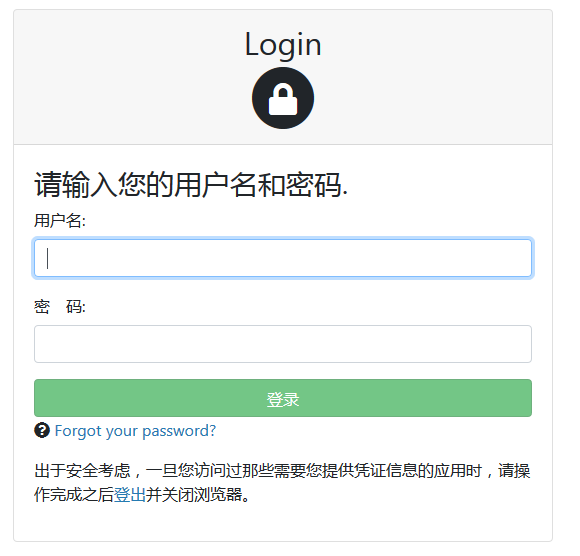 Login
请输入您的用户名和密码.
用户名:
密　码:
登录
Forgot your password?
出于安全考虑，一旦您访问过那些需要您提供凭证信息的应用时，请操
作完成之后登出并关闭浏览器。